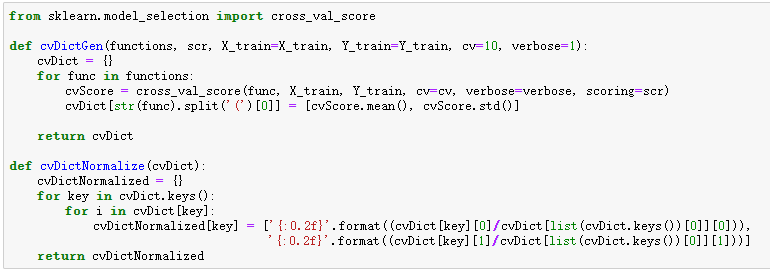 from sklearn.model_selection import cross_val_score

def cvDictGen(functions, scr, X_train=X_train, Y_train=Y_train, cv=10, verbose=1):
    cvDict = {}
    for func in functions:
        cvScore = cross_val_score(func, X_train, Y_train, cv=cv, verbose=verbose, scoring=scr)
        cvDict[str(func).split('(')[0]] = [cvScore.mean(), cvScore.std()]

    return cvDict

def cvDictNormalize(cvDict):
    cvDictNormalized = {}
    for key in cvDict.keys():
        for i in cvDict[key]:
            cvDictNormalized[key] = ['{:0.2f}'.format((cvDict[key][0]/cvDict[list(cvDict.keys())[0]][0])),
                                     '{:0.2f}'.format((cvDict[key][1]/cvDict[list(cvDict.keys())[0]][1]))]
    return cvDictNormalized